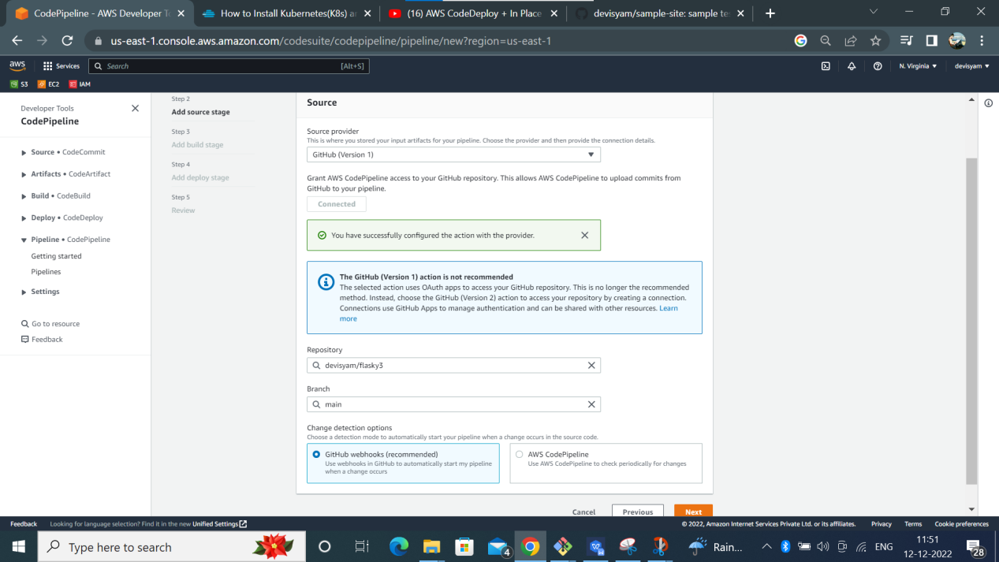 CodePipeline - AWS Developer T
How to Install Kubernetes(K8s) a
(16) AWS CodeDeploy + In Place
devisyam/sample-site: sample te
us-east-1.console.aws.amazon.com/codesuite/codepipeline/pipeline/new?region=us-east-1
aws
Services
Search
[Alt+S]
N. Virginia
devisyam
S3
EC2
IAM
Developer Tools
CodePipeline
Source • CodeCommit
Artifacts • CodeArtifact
Build • CodeBuild
Deploy • CodeDeploy
Pipeline • CodePipeline
Getting started
Pipelines
Settings
Go to resource
Feedback
Step 2
Add source stage
Step 3
Add build stage
Step 4
Add deploy stage
Step 5
Review
Source
Source provider
This is where you stored your input artifacts for your pipeline. Choose the provider and then provide the connection details.
GitHub (Version 1)
Grant AWS CodePipeline access to your GitHub repository. This allows AWS CodePipeline to upload commits from
GitHub to your pipeline.
Connected
You have successfully configured the action with the provider.
The GitHub (Version 1) action is not recommended
The selected action uses OAuth apps to access your GitHub repository. This is no longer the recommended
method. Instead, choose the GitHub (Version 2) action to access your repository by creating a connection.
Connections use GitHub Apps to manage authentication and can be shared with other resources. Learn
more
Repository
devisyam/flasky3
Branch
main
Change detection options
Choose a detection mode to automatically start your pipeline when a change occurs in the source code.
GitHub webhooks (recommended)
Use webhooks in GitHub to automatically start my pipeline
when a change occurs
AWS CodePipeline
Use AWS CodePipeline to check periodically for changes
Cancel
Previous
Next
Feedback
Looking for language selection? Find it in the new Unified Settings
© 2022, Amazon Internet Services Private Ltd. or its affiliates.
Privacy
Terms
Cookie preferences
Type here to search
4
Rain...
ENG
11:51
12-12-2022
28